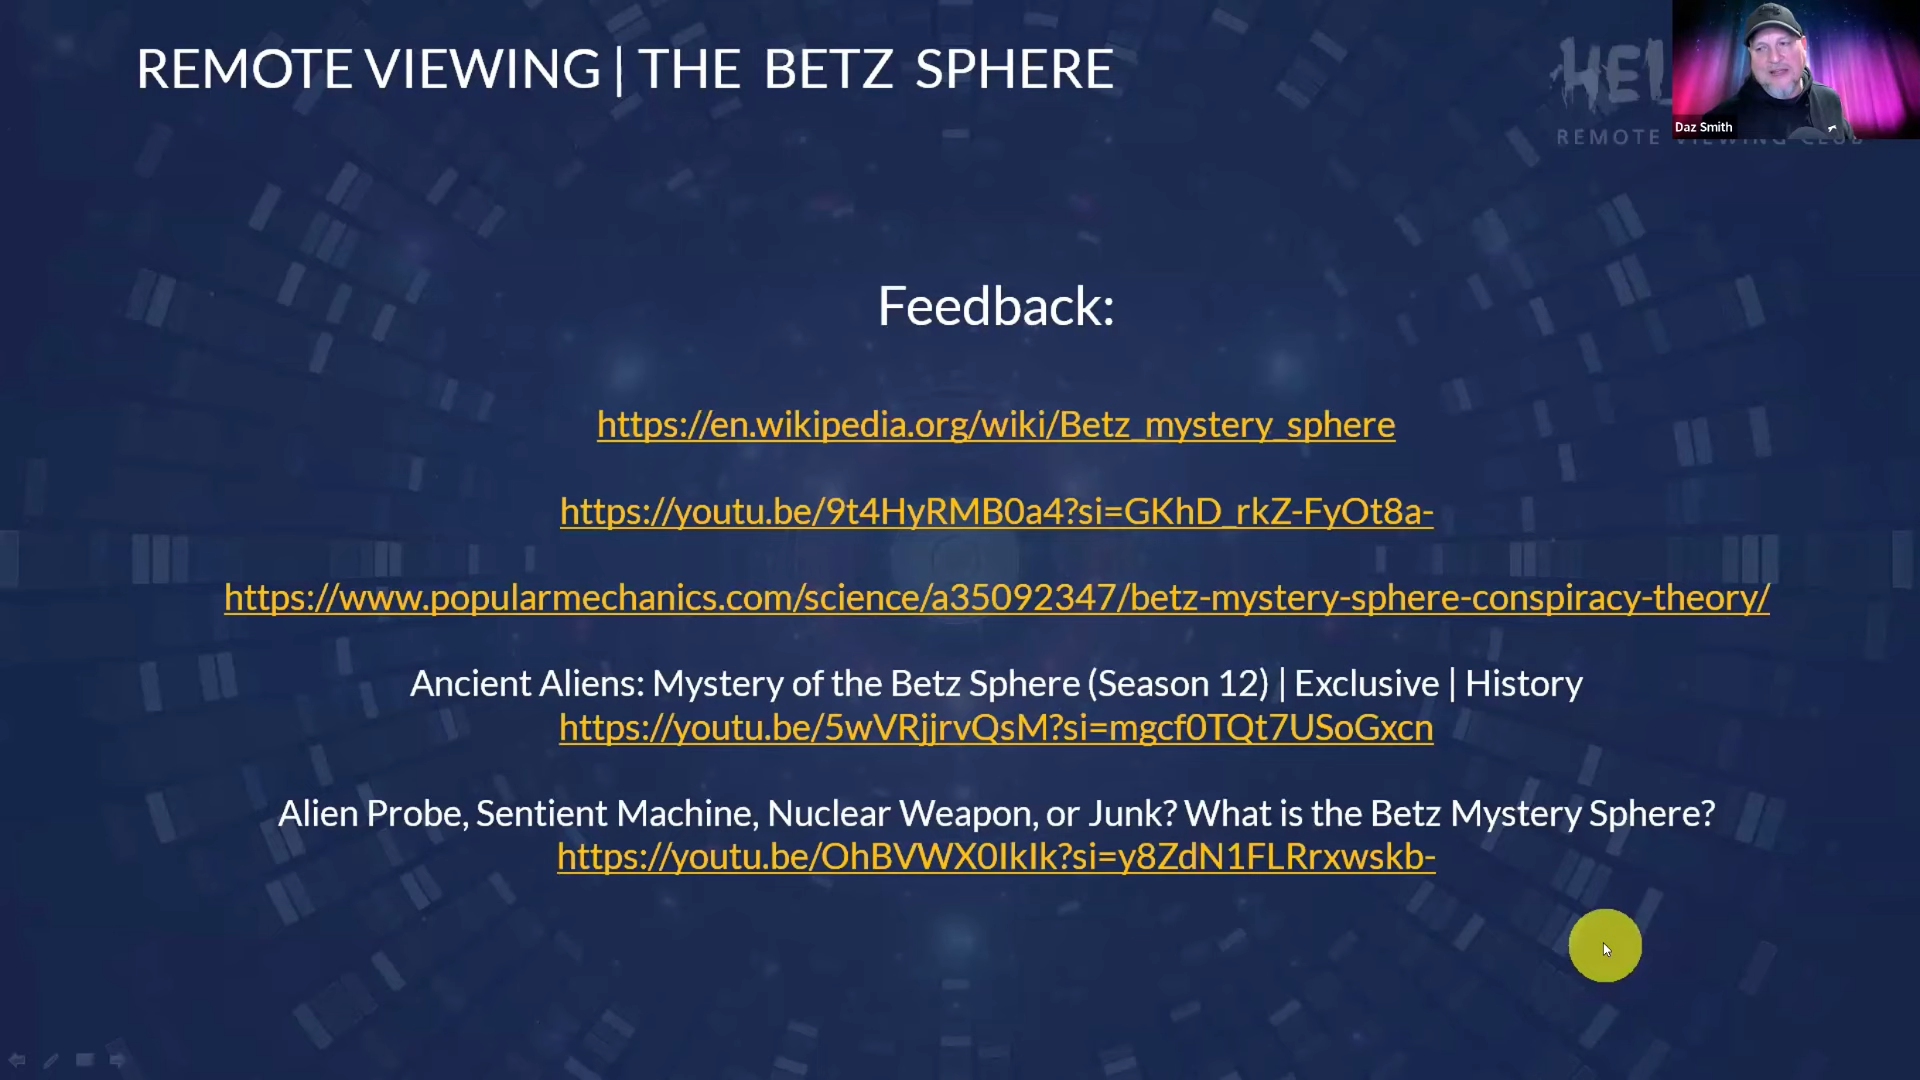 REMOTE VIEWING | THE BETZ SPHERE
HEL
REMOTE VIEWING CLUB
Daz Smith
Feedback:
https://en.wikipedia.org/wiki/Betz_mystery_sphere
https://youtu.be/9t4HyRMB0a4?si=GKhD_rkZ-FyOt8a-
https://www.popularmechanics.com/science/a35092347/betz-mystery-sphere-conspiracy-theory/
Ancient Aliens: Mystery of the Betz Sphere (Season 12) | Exclusive | History
https://youtu.be/5wVRjjrvQsM?si=mgcf0TQt7USoGxcn
Alien Probe, Sentient Machine, Nuclear Weapon, or Junk? What is the Betz Mystery Sphere?
https://youtu.be/OhBVWX0IkIk?si=y8ZdN1FLRrxwskb-